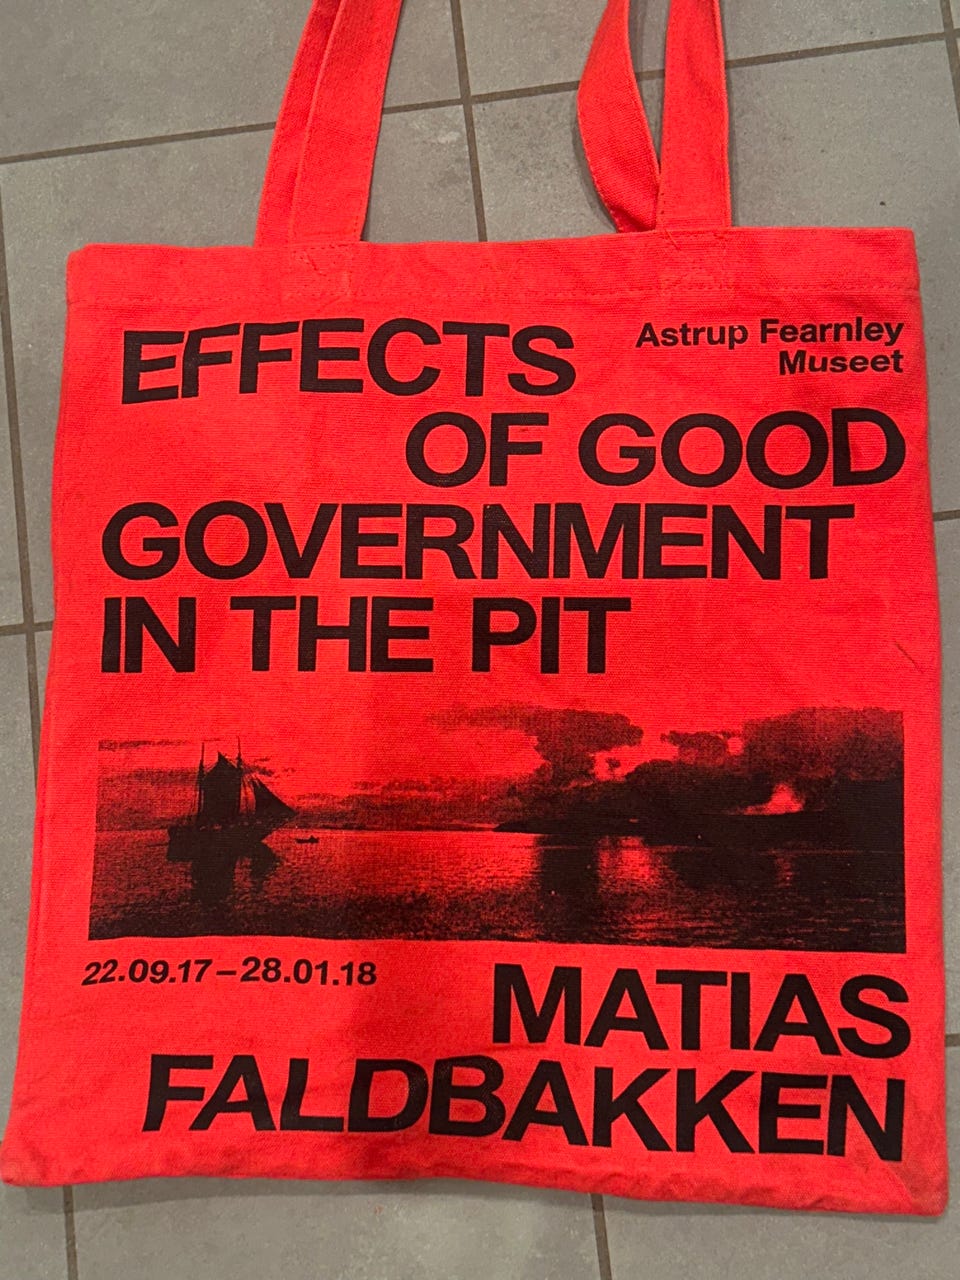 EFFECTS
Astrup Fearnley
Museet
OF GOOD
GOVERNMENT
IN THE PIT
22.09.17–28.01.18
MATIAS
FALDBAKKEN